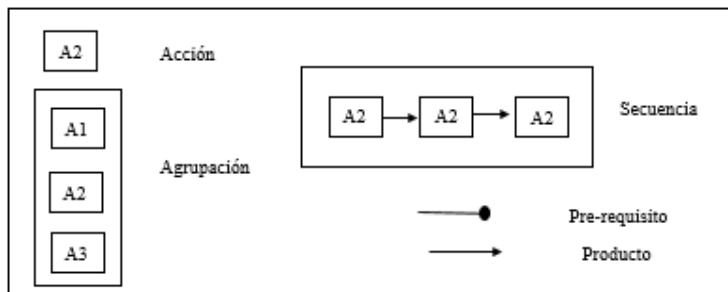 A2 Acción
A1
A2
A3
Agrupación
A2 A2 A2
Secuencia
Pre-requisito
Producto